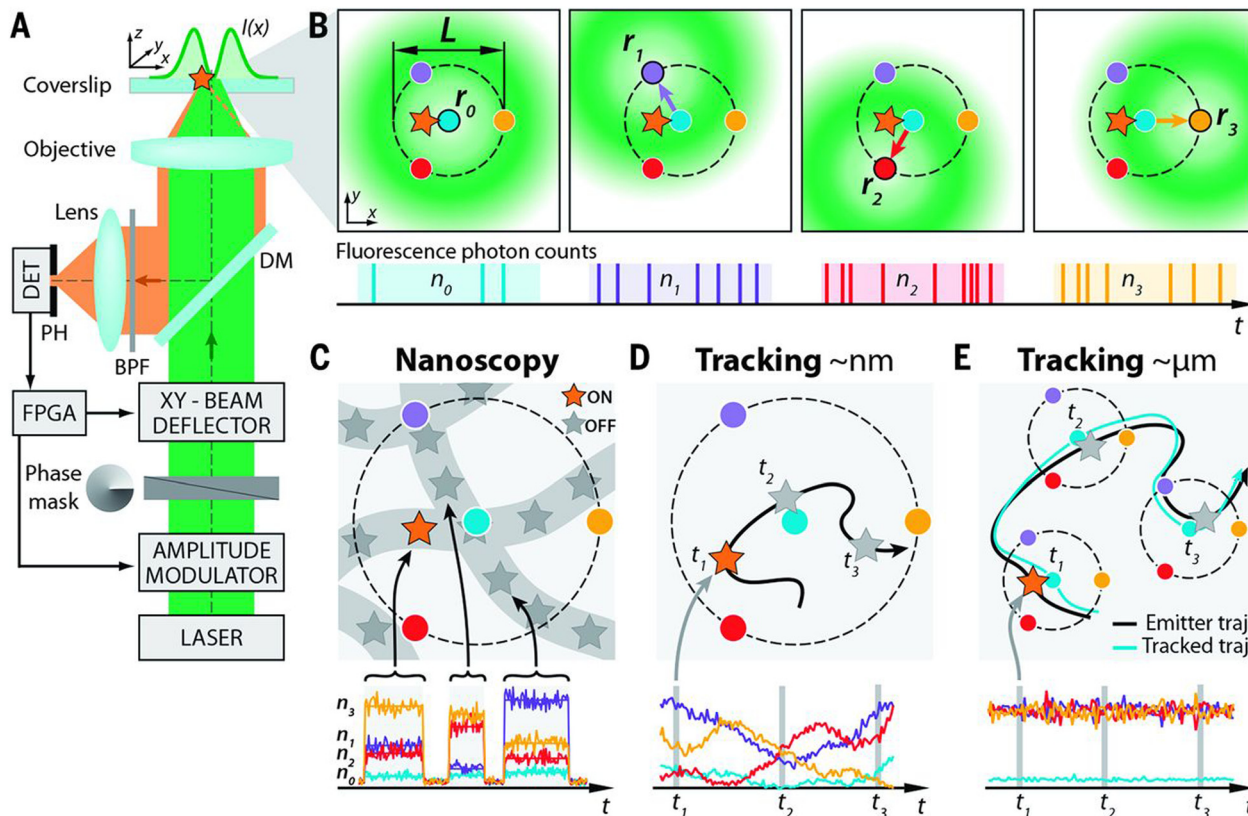 A
z
y
x
I(x)
Coverslip
Objective
Lens
DET
PH
BPF
DM
FPGA
XY - BEAM
DEFLECTOR
Phase
mask
AMPLITUDE
MODULATOR
LASER
B
L
r0
y
x
r1
r2
r3
Fluorescence photon counts
n0
n1
n2
n3
t
C Nanoscopy
ON
OFF
n3
n1
n2
n0
t
D Tracking ~nm
t1
t2
t3
t1
t2
t3
t
E Tracking ~µm
t2
t1
t3
Emitter traj
Tracked traj
t1
t2
t3
t